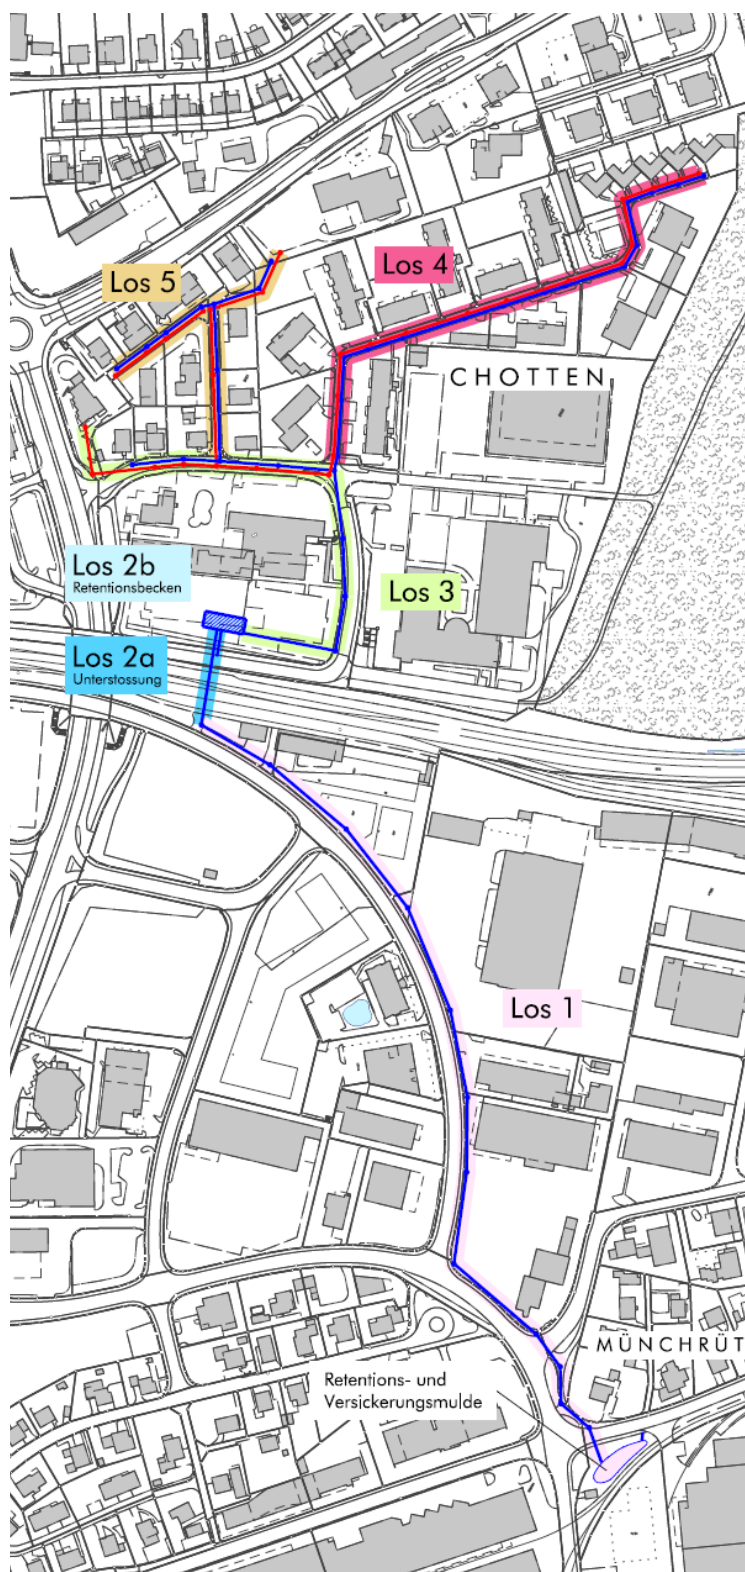 Los 4
Los 5
CHOTTEN
Los 2b
Retentionsbecken
Los 3
Los 2a
Unterstossung
Los 1
MÜNCHRÜT
Retentions- und
Versickerungsmulde